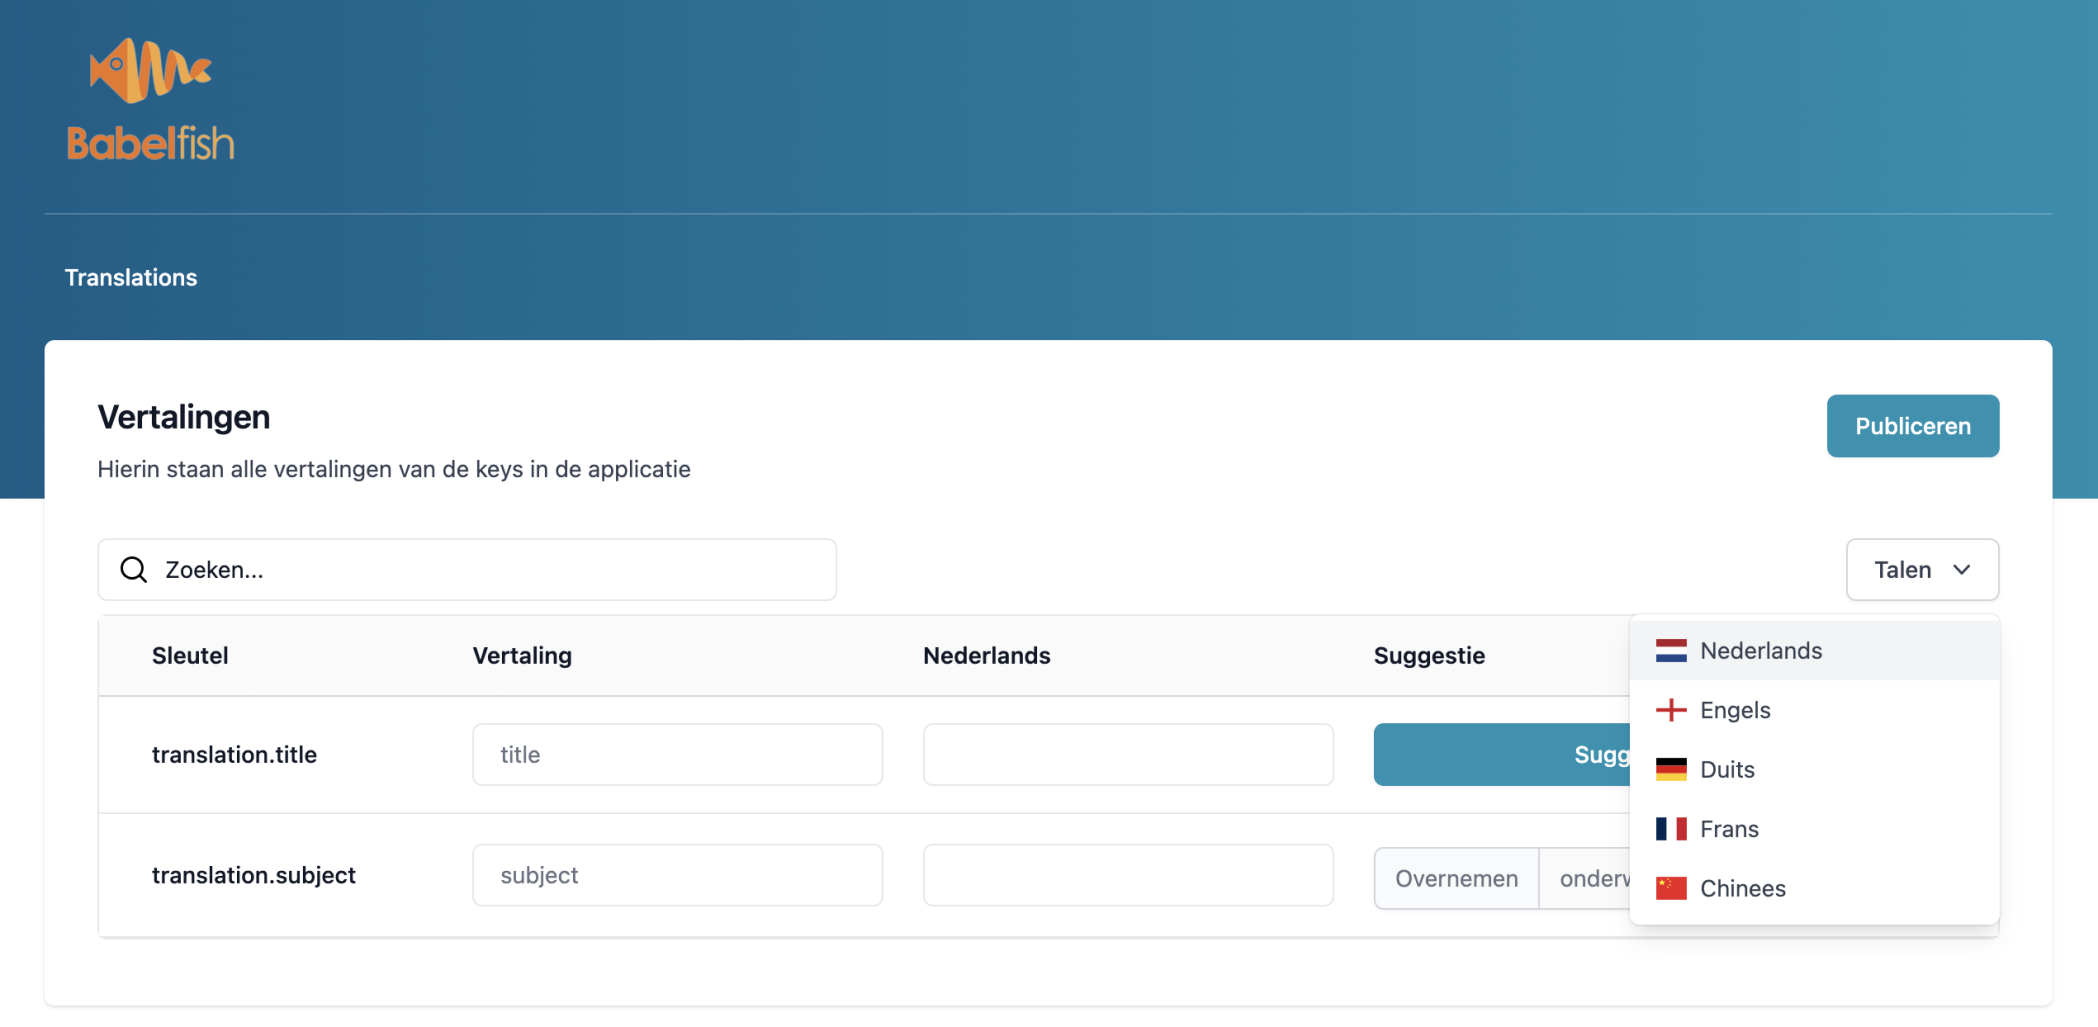 Babelfish
Translations
Vertalingen
Publiceren
Hierin staan alle vertalingen van de keys in de applicatie
Zoeken...
Talen
Sleutel Vertaling Nederlands Suggestie
Nederlands
Engels
translation.title title Sugg
Duits
Frans
translation.subject subject Overnemen onderw
Chinees